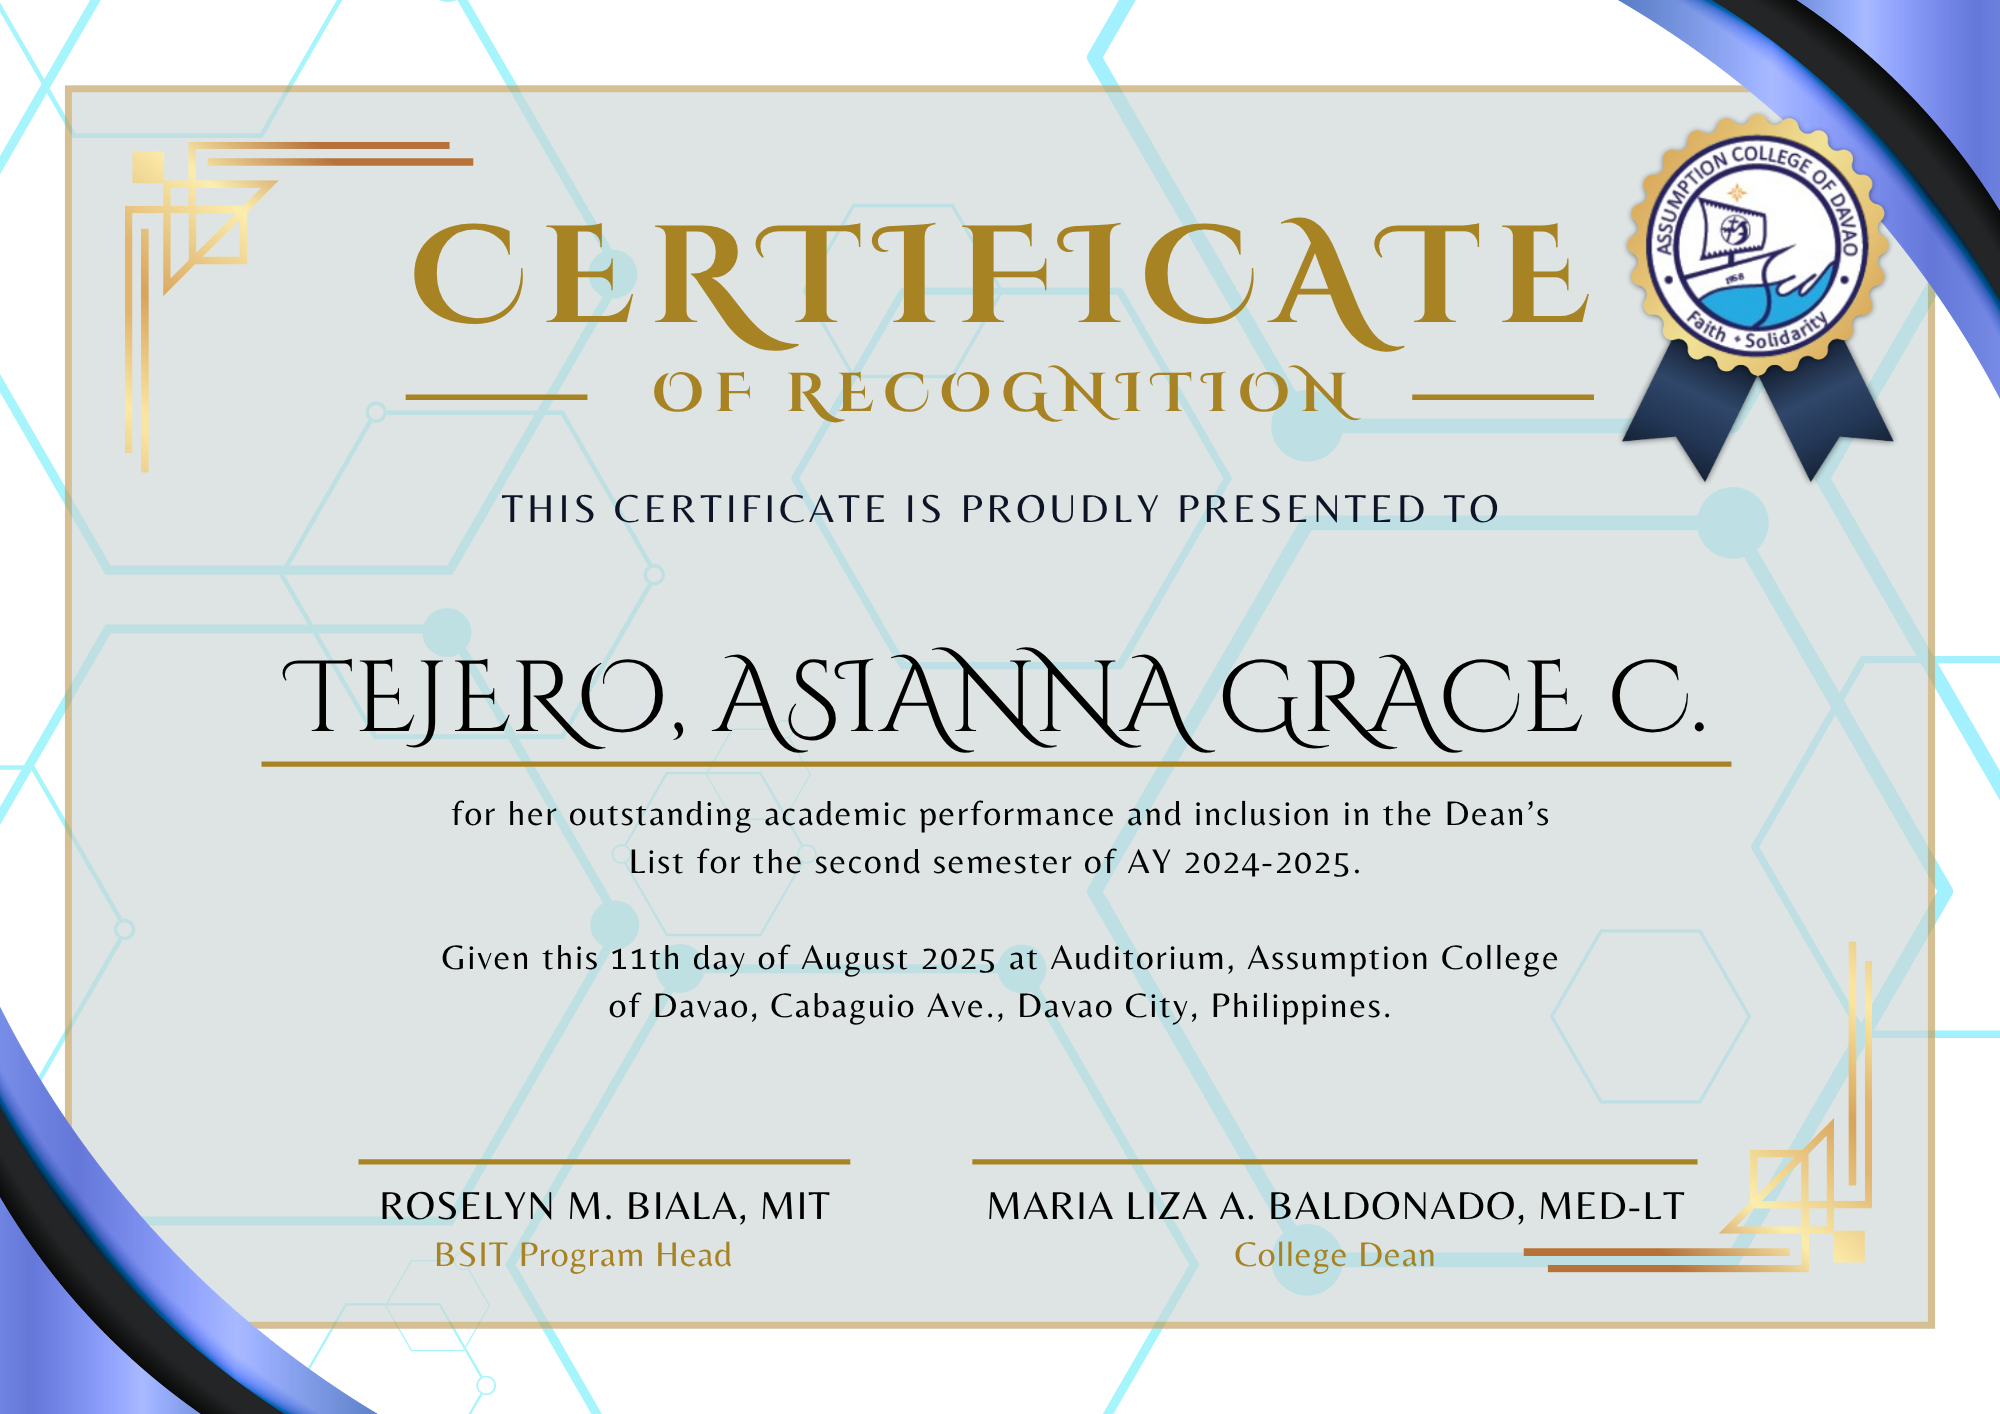 ASSUMPTION COLLEGE OF DAVAO
1958
Faith + Solidarity
CERTIFICATE
OF RECOGNITION
THIS CERTIFICATE IS PROUDLY PRESENTED TO
TEJERO, ASIANNA GRACE C.
for her outstanding academic performance and inclusion in the Dean’s
List for the second semester of AY 2024-2025.
Given this 11th day of August 2025 at Auditorium, Assumption College
of Davao, Cabaguio Ave., Davao City, Philippines.
ROSELYN M. BIALA, MIT
BSIT Program Head
MARIA LIZA A. BALDONADO, MED-LT
College Dean